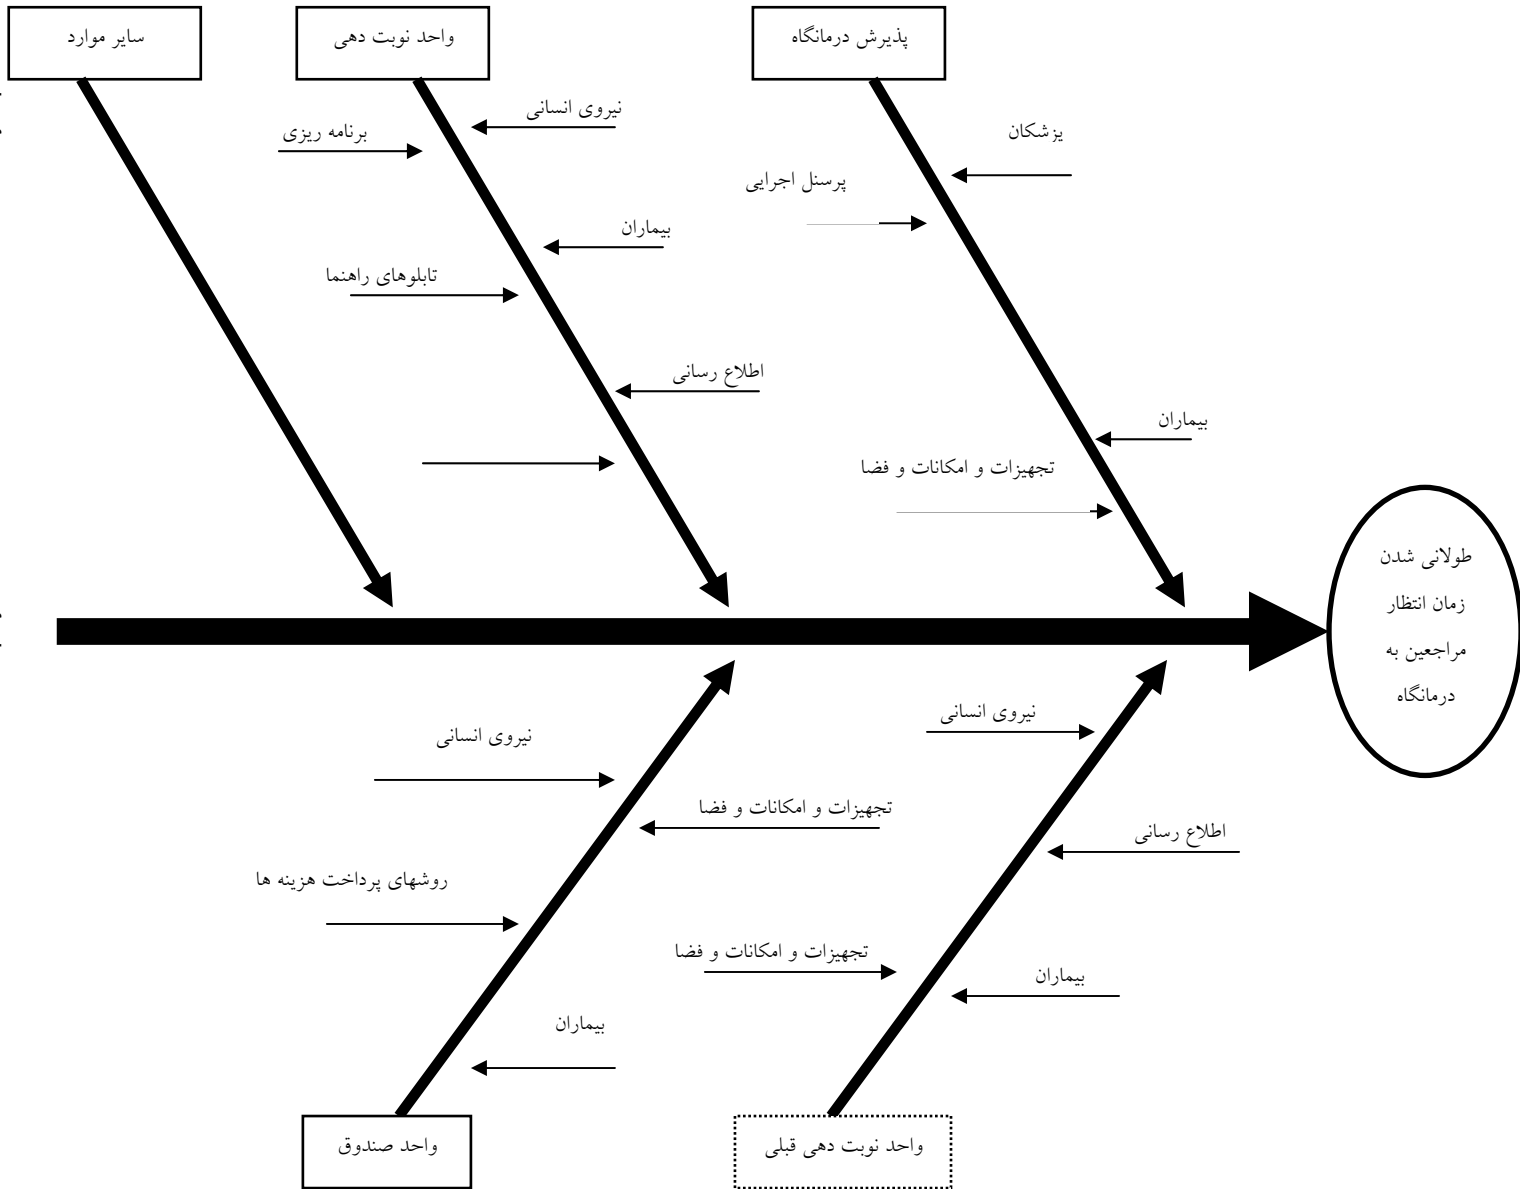 پذیرش درمانگاه
واحد نوبت دهی
سایر موارد
نیروی انسانی
برنامه ریزی
پزشکان
پرسنل اجرایی
بیماران
تابلوهای راهنما
اطلاع رسانی
بیماران
تجهیزات و امکانات و فضا
طولانی شدن
زمان انتظار
مراجعین به
درمانگاه
نیروی انسانی
نیروی انسانی
تجهیزات و امکانات و فضا
اطلاع رسانی
روشهای پرداخت هزینه ها
تجهیزات و امکانات و فضا
بیماران
بیماران
واحد نوبت دهی قبلی
واحد صندوق